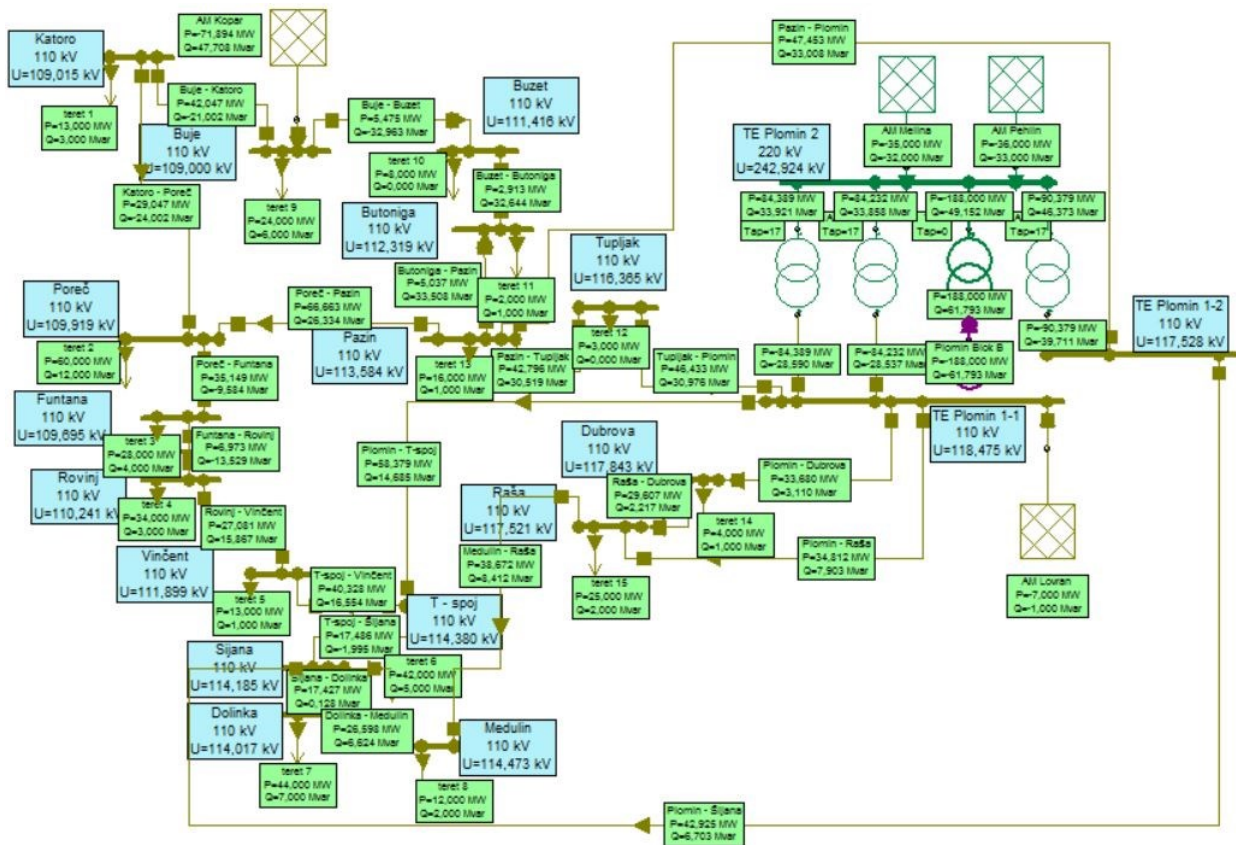 AM Kopar
P=-71,894 MW
Q=47,708 Mvar
Katoro
110 kV
U=109,015 kV
teret 1
P=13,000 MW
Q=3,000 Mvar
Buje - Katoro
P=42,047 MW
Q=-21,002 Mvar
Buje
110 kV
U=109,000 kV
Buje - Buzet
P=5,475 MW
Q=-32,963 Mvar
Buzet
110 kV
U=111,416 kV
Pazin - Plomin
P=47,453 MW
Q=33,008 Mvar
AM Melina
P=-35,000 MW
Q=-32,000 Mvar
AM Pehlin
P=-36,000 MW
Q=-33,000 Mvar
TE Plomin 2
220 kV
U=242,924 kV
teret 10
P=8,000 MW
Q=0,000 Mvar
Buzet - Butoniga
P=2,913 MW
Q=32,644 Mvar
Katoro - Poreč
P=29,047 MW
Q=-24,002 Mvar
teret 9
P=24,000 MW
Q=6,000 Mvar
Butoniga
110 kV
U=112,319 kV
P=84,389 MW
Q=33,921 Mvar
Tap=17
P=84,232 MW
Q=33,858 Mvar
Tap=17
P=-188,000 MW
Q=-49,152 Mvar
Tap=0
P=90,379 MW
Q=46,373 Mvar
Tap=17
Tupljak
110 kV
U=116,365 kV
Butoniga - Pazin
P=5,037 MW
Q=33,508 Mvar
teret 11
P=2,000 MW
Q=1,000 Mvar
Poreč
110 kV
U=109,919 kV
Poreč - Pazin
P=66,663 MW
Q=26,334 Mvar
Pazin
110 kV
U=113,584 kV
teret 12
P=3,000 MW
Q=0,000 Mvar
P=188,000 MW
Q=61,793 Mvar
Plomin Blok B
P=-188,000 MW
Q=-61,793 Mvar
P=-90,379 MW
Q=-39,711 Mvar
TE Plomin 1-2
110 kV
U=117,528 kV
teret 2
P=60,000 MW
Q=12,000 Mvar
Poreč - Funtana
P=35,149 MW
Q=-9,584 Mvar
teret 13
P=16,000 MW
Q=1,000 Mvar
Pazin - Tupljak
P=42,796 MW
Q=30,519 Mvar
Tupljak - Plomin
P=46,433 MW
Q=30,976 Mvar
P=-84,389 MW
Q=-28,590 Mvar
P=-84,232 MW
Q=-28,537 Mvar
Funtana
110 kV
U=109,695 kV
teret 3
P=28,000 MW
Q=4,000 Mvar
Funtana - Rovinj
P=6,973 MW
Q=-13,529 Mvar
Plomin - T-spoj
P=58,379 MW
Q=14,685 Mvar
Dubrova
110 kV
U=117,843 kV
TE Plomin 1-1
110 kV
U=118,475 kV
Rovinj
110 kV
U=110,241 kV
teret 4
P=34,000 MW
Q=3,000 Mvar
Rovinj - Vinčent
P=27,081 MW
Q=15,867 Mvar
Raša - Dubrova
P=29,607 MW
Q=2,217 Mvar
Plomin - Dubrova
P=33,680 MW
Q=3,110 Mvar
Raša
110 kV
U=117,521 kV
teret 14
P=4,000 MW
Q=1,000 Mvar
Plomin - Raša
P=34,812 MW
Q=7,903 Mvar
Vinčent
110 kV
U=111,899 kV
Medulin - Raša
P=38,672 MW
Q=8,412 Mvar
teret 5
P=13,000 MW
Q=1,000 Mvar
T-spoj - Vinčent
P=40,328 MW
Q=16,554 Mvar
teret 15
P=25,000 MW
Q=2,000 Mvar
AM Lovran
P=-7,000 MW
Q=-1,000 Mvar
T - spoj
110 kV
U=114,380 kV
T-spoj - Šijana
P=17,486 MW
Q=-1,995 Mvar
Sijana
110 kV
U=114,185 kV
teret 6
P=42,000 MW
Q=5,000 Mvar
Sijana - Dolinka
P=17,427 MW
Q=0,128 Mvar
Dolinka
110 kV
U=114,017 kV
Dolinka - Medulin
P=26,598 MW
Q=6,624 Mvar
Medulin
110 kV
U=114,473 kV
teret 7
P=44,000 MW
Q=7,000 Mvar
teret 8
P=12,000 MW
Q=2,000 Mvar
Plomin - Šijana
P=42,925 MW
Q=6,703 Mvar